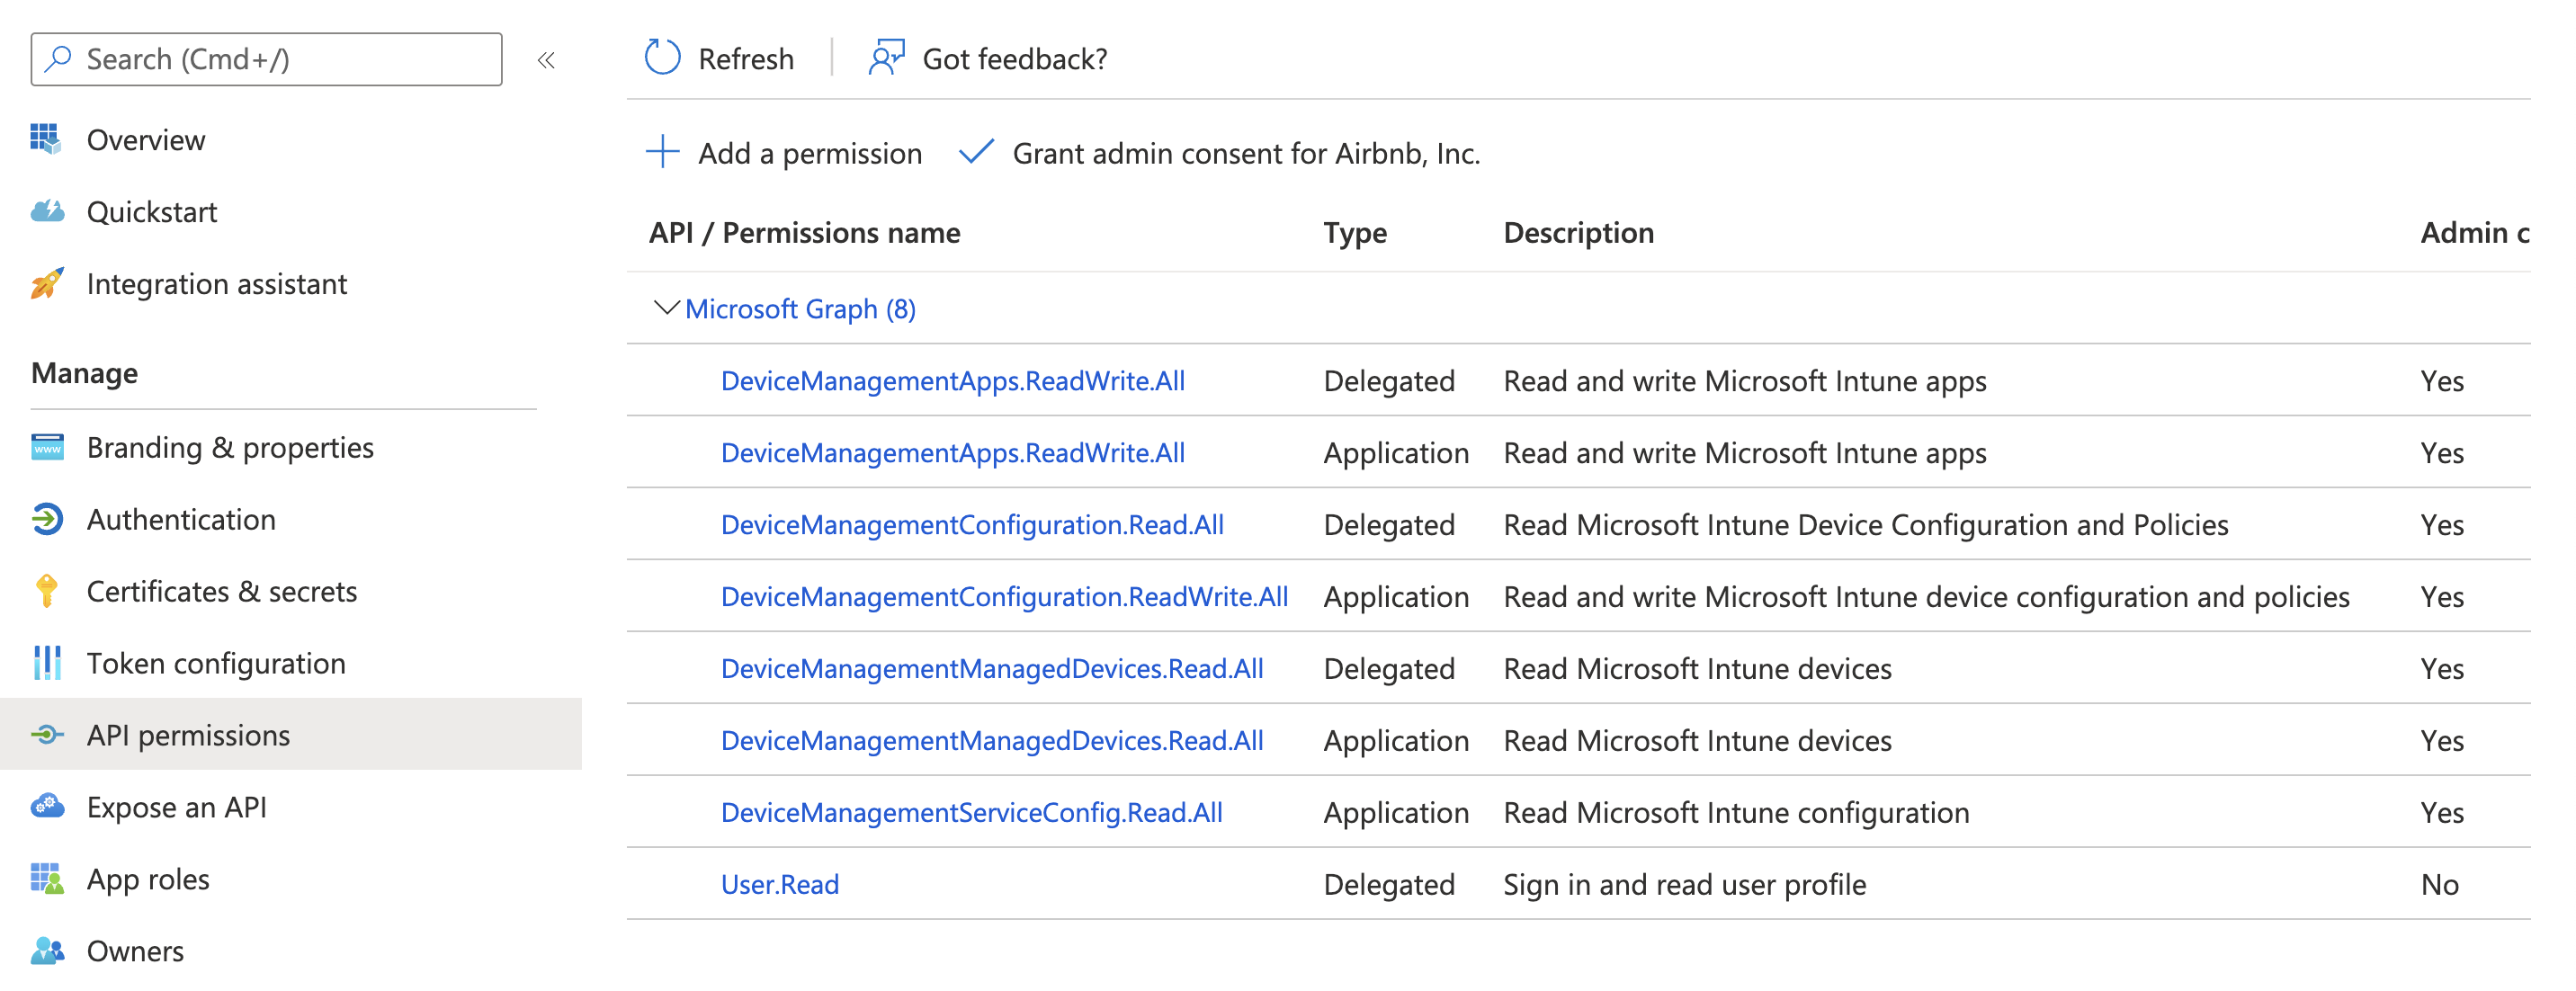 Search (Cmd+/)
«
Overview
Quickstart
Integration assistant
Manage
Branding & properties
Authentication
Certificates & secrets
Token configuration
API permissions
Expose an API
App roles
Owners
Refresh | Got feedback?
Add a permission Grant admin consent for Airbnb, Inc.
API / Permissions name Type Description Admin c
Microsoft Graph (8)
DeviceManagementApps.ReadWrite.All Delegated Read and write Microsoft Intune apps Yes
DeviceManagementApps.ReadWrite.All Application Read and write Microsoft Intune apps Yes
DeviceManagementConfiguration.Read.All Delegated Read Microsoft Intune Device Configuration and Policies Yes
DeviceManagementConfiguration.ReadWrite.All Application Read and write Microsoft Intune device configuration and policies Yes
DeviceManagementManagedDevices.Read.All Delegated Read Microsoft Intune devices Yes
DeviceManagementManagedDevices.Read.All Application Read Microsoft Intune devices Yes
DeviceManagementServiceConfig.Read.All Application Read Microsoft Intune configuration Yes
User.Read Delegated Sign in and read user profile No